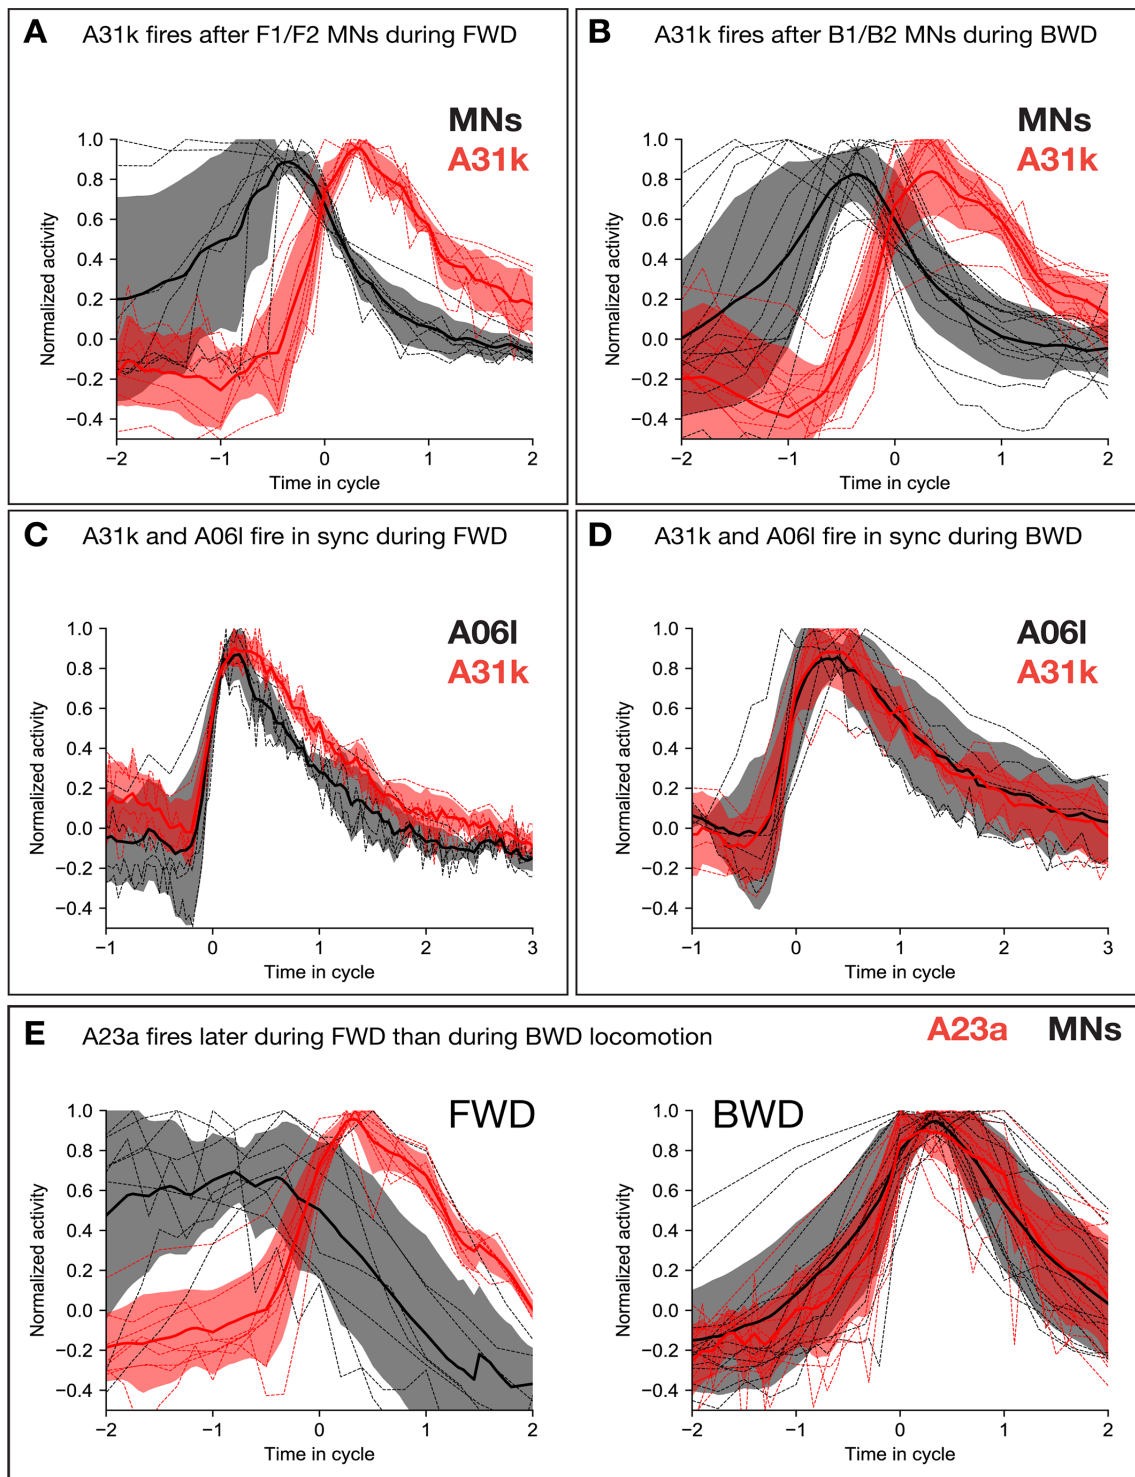 A A31k fires after F1/F2 MNs during FWD
MNs
A31k
1.0
0.8
0.6
0.4
0.2
0.0
−0.2
−0.4
Normalized activity
−2 −1 0 1 2
Time in cycle
B A31k fires after B1/B2 MNs during BWD
MNs
A31k
1.0
0.8
0.6
0.4
0.2
0.0
−0.2
−0.4
Normalized activity
−2 −1 0 1 2
Time in cycle
C A31k and A06l fire in sync during FWD
A06l
A31k
1.0
0.8
0.6
0.4
0.2
0.0
−0.2
−0.4
Normalized activity
−1 0 1 2 3
Time in cycle
D A31k and A06l fire in sync during BWD
A06l
A31k
1.0
0.8
0.6
0.4
0.2
0.0
−0.2
−0.4
Normalized activity
−1 0 1 2 3
Time in cycle
E A23a fires later during FWD than during BWD locomotion
A23a MNs
FWD
1.0
0.8
0.6
0.4
0.2
0.0
−0.2
−0.4
Normalized activity
−2 −1 0 1 2
Time in cycle
BWD
1.0
0.8
0.6
0.4
0.2
0.0
−0.2
−0.4
Normalized activity
−2 −1 0 1 2
Time in cycle